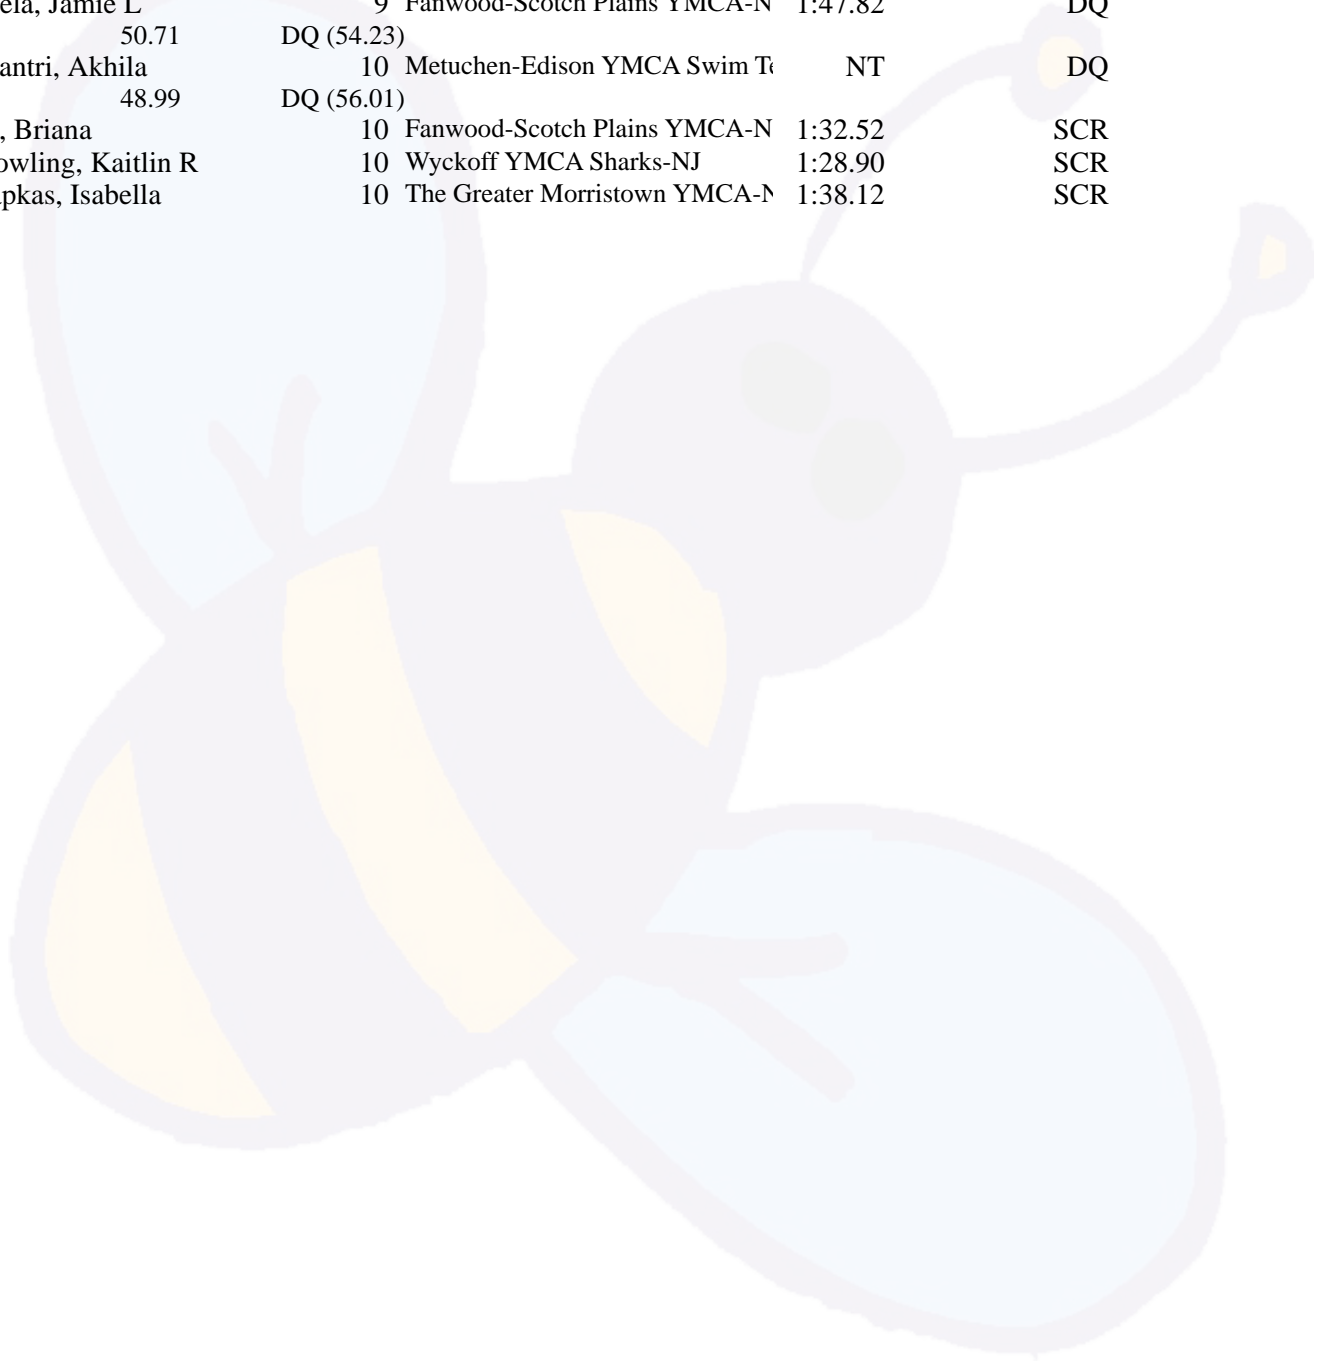 ela, Jamie L 9 Fanwood-Scotch Plains YMCA-N 1:47.82 DQ
50.71 DQ (54.23)
antri, Akhila 10 Metuchen-Edison YMCA Swim Te NT DQ
48.99 DQ (56.01)
, Briana 10 Fanwood-Scotch Plains YMCA-N 1:32.52 SCR
owling, Kaitlin R 10 Wyckoff YMCA Sharks-NJ 1:28.90 SCR
pkas, Isabella 10 The Greater Morristown YMCA-N 1:38.12 SCR